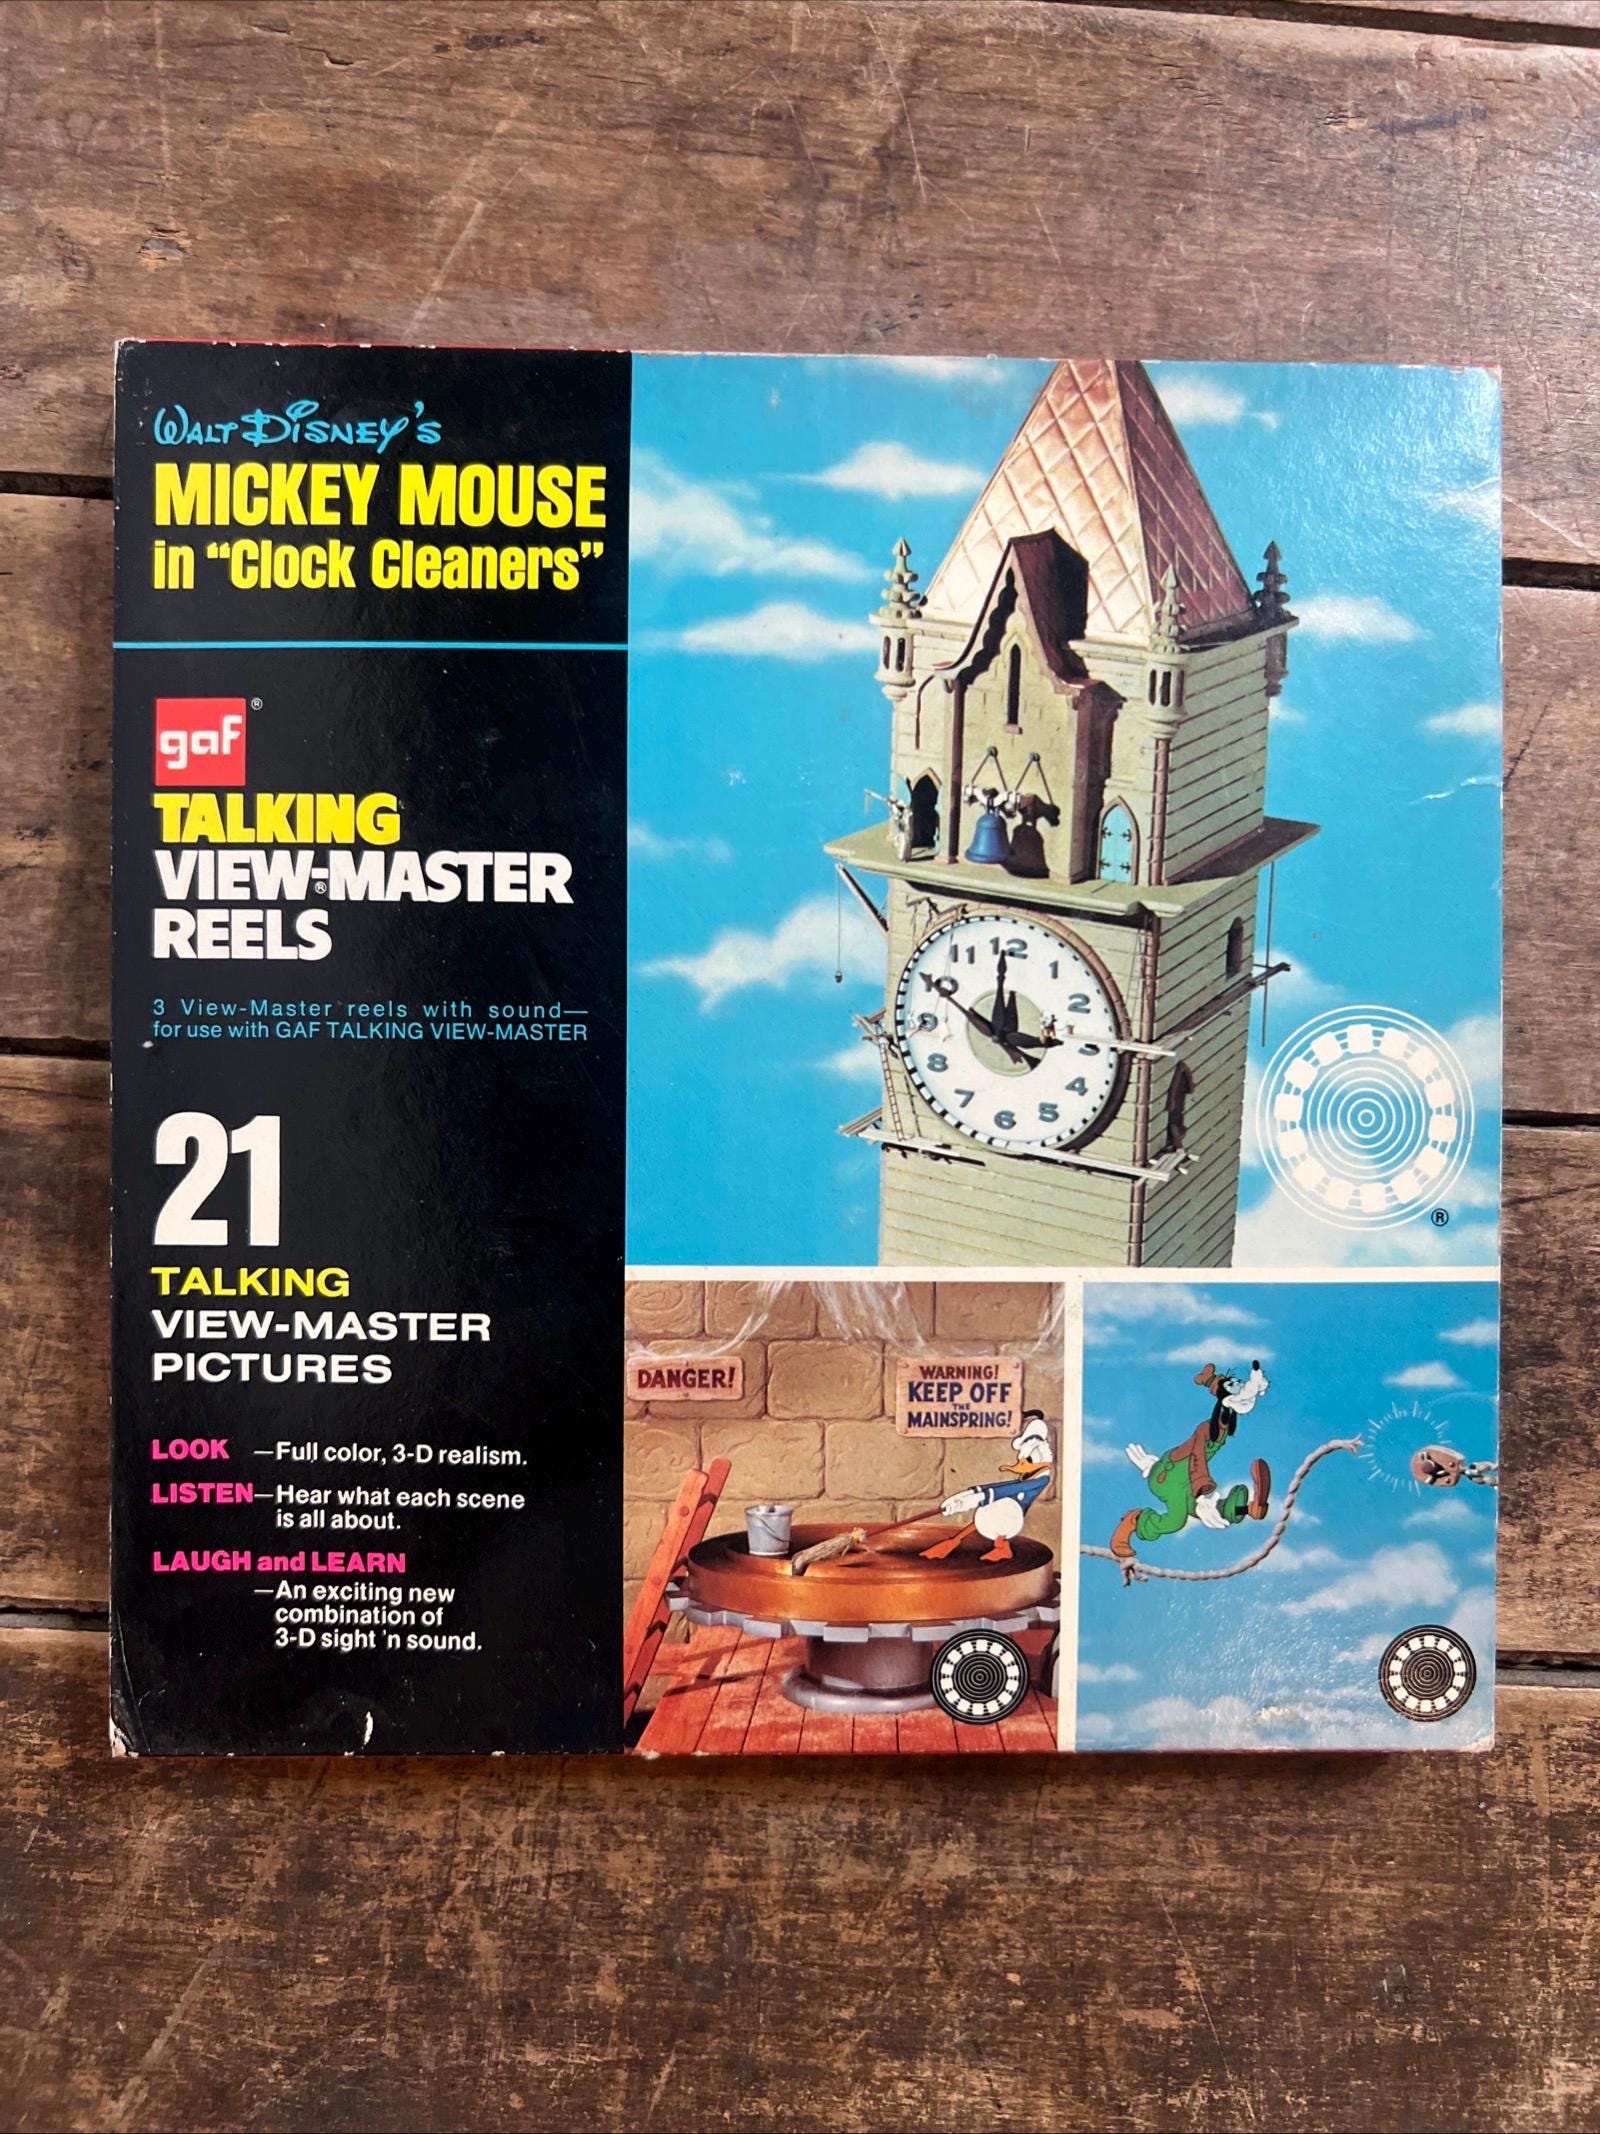 WALT DISNEY'S
MICKEY MOUSE
in “Clock Cleaners”
gaf®
TALKING
VIEW-MASTER®
REELS
3 View-Master reels with sound—
for use with GAF TALKING VIEW-MASTER
21
TALKING
VIEW-MASTER
PICTURES
LOOK —Full color, 3-D realism.
LISTEN—Hear what each scene
is all about.
LAUGH and LEARN
—An exciting new
combination of
3-D sight 'n sound.
12
11 1
10 2
9 3
8 4
7 5
6
®
DANGER!
WARNING!
KEEP OFF
THE
MAINSPRING!